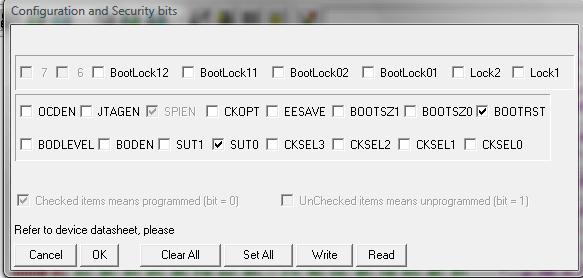 Configuration and Security bits
7 6 BootLock12 BootLock11 BootLock02 BootLock01 Lock2 Lock1
OCDEN JTAGEN SPIEN CKOPT EESAVE BOOTSZ1 BOOTSZ0 BOOTRST
BODLEVEL BODEN SUT1 SUT0 CKSEL3 CKSEL2 CKSEL1 CKSEL0
Checked items means programmed (bit = 0) UnChecked items means unprogrammed (bit = 1)
Refer to device datasheet, please
Cancel OK Clear All Set All Write Read